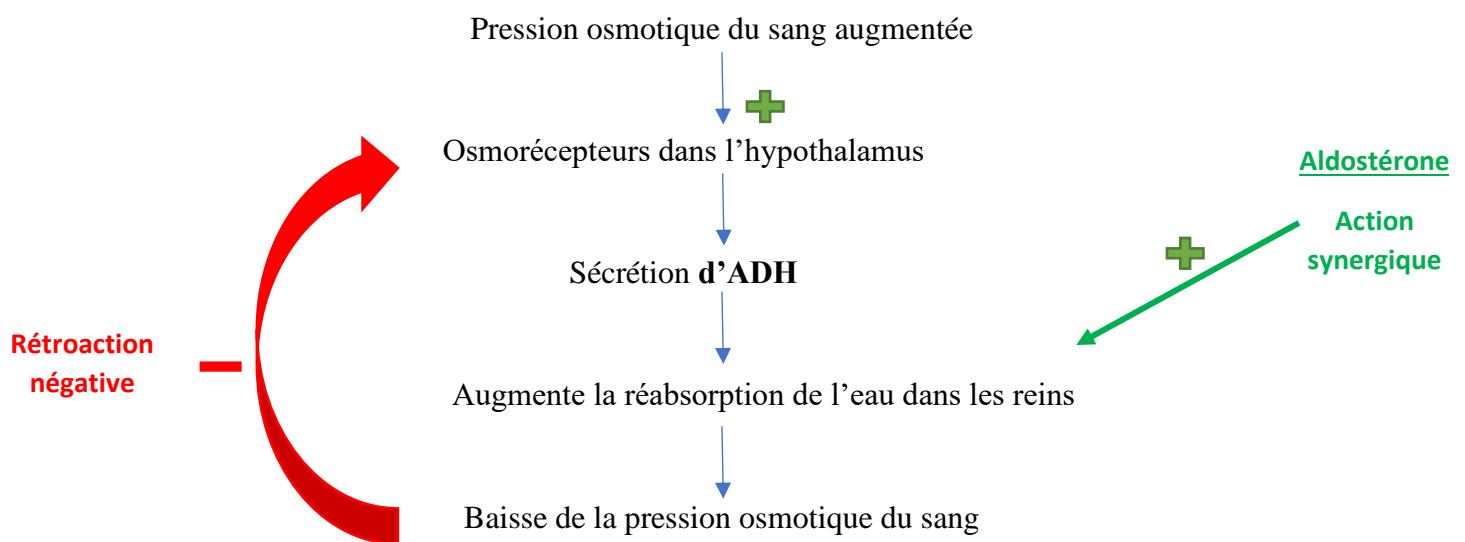 Pression osmotique du sang augmentée
Osmorécepteurs dans l’hypothalamus
Aldostérone
Action
synergique
Sécrétion d’ADH
Rétroaction
négative
Augmente la réabsorption de l’eau dans les reins
Baisse de la pression osmotique du sang